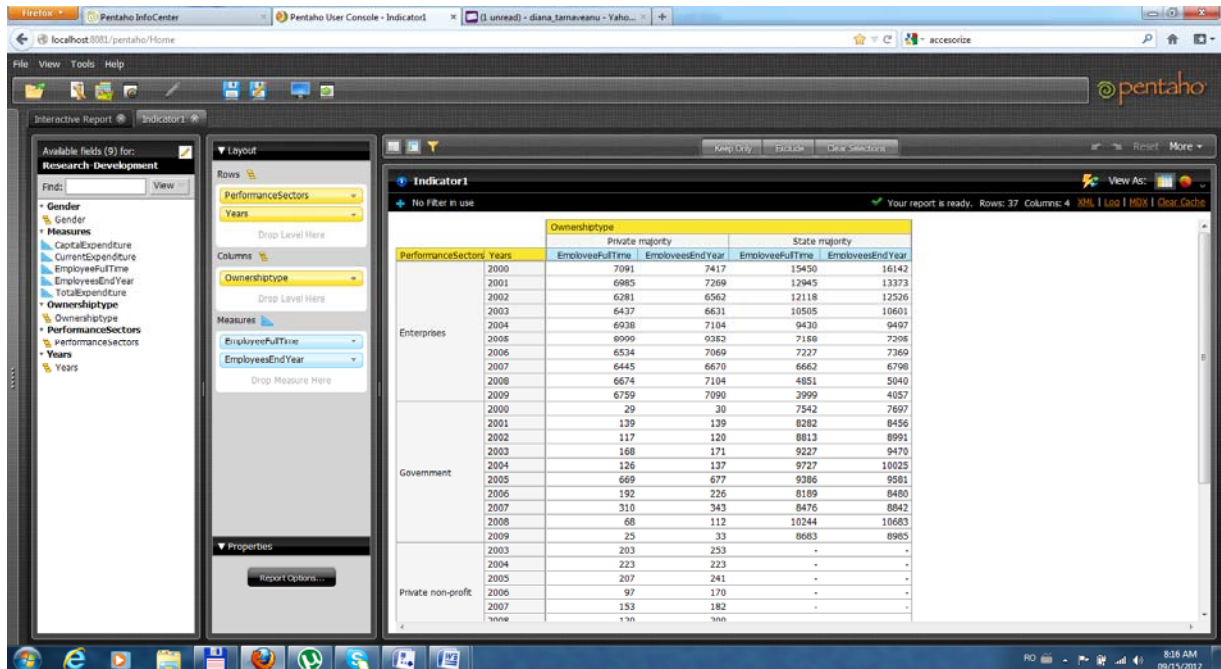 Firefox
Pentaho InfoCenter
Pentaho User Console - Indicator1
(1 unread) - diana_tarnaveanu - Yaho...
localhost:8081/pentaho/Home
accesorize
File View Tools Help
pentaho
Interactive Report
Indicator1
Available fields (9) for:
Research-Development
Find:
View
Gender
Gender
Measures
CapitalExpenditure
CurrentExpenditure
EmployeeFullTime
EmployeesEndYear
TotalExpenditure
Ownershiptype
Ownershiptype
PerformanceSectors
PerformanceSectors
Years
Years
Layout
Rows
PerformanceSectors
Years
Drop Level Here
Columns
Ownershiptype
Drop Level Here
Measures
EmployeeFullTime
EmployeesEndYear
Drop Measure Here
Properties
Report Options...
Keep Only Exclude Clear Selections
Reset More
Indicator1
View As:
No Filter in use
Your report is ready. Rows: 37 Columns: 4 XML | Log | MDX | Clear Cache
Ownershiptype
Private majority State majority
PerformanceSectors Years EmployeeFullTime EmployeesEndYear EmployeeFullTime EmployeesEndYear
2000 7091 7417 15450 16142
2001 6985 7269 12945 13373
2002 6281 6562 12118 12526
2003 6437 6631 10505 10601
2004 6938 7104 9430 9497
Enterprises
2005 8999 9352 7158 7295
2006 6534 7069 7227 7369
2007 6445 6670 6662 6798
2008 6674 7104 4851 5040
2009 6759 7090 3999 4057
2000 29 30 7542 7697
2001 139 139 8282 8456
2002 117 120 8813 8991
2003 168 171 9227 9470
2004 126 137 9727 10025
Government
2005 669 677 9386 9581
2006 192 226 8189 8480
2007 310 343 8476 8842
2008 68 112 10244 10683
2009 25 33 8683 8985
2003 203 253 - -
2004 223 223 - -
2005 207 241 - -
Private non-profit 2006 97 170 - -
2007 153 182 - -
2008 130
RO
8:16 AM
09/15/2012